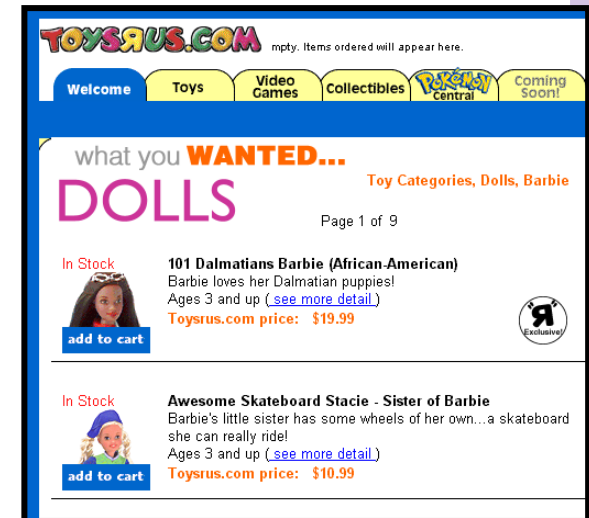 TOYSЯUS.COM mpty. Items ordered will appear here.
Welcome Toys Video Games Collectibles POKéMON Central Coming Soon!
what you WANTED...
DOLLS
Toy Categories, Dolls, Barbie
Page 1 of 9
In Stock
101 Dalmatians Barbie (African-American)
Barbie loves her Dalmatian puppies!
Ages 3 and up ( see more detail )
Toysrus.com price: $19.99
add to cart
"Я"
Exclusive!
In Stock
Awesome Skateboard Stacie - Sister of Barbie
Barbie's little sister has some wheels of her own...a skateboard
she can really ride!
Ages 3 and up ( see more detail )
Toysrus.com price: $10.99
add to cart